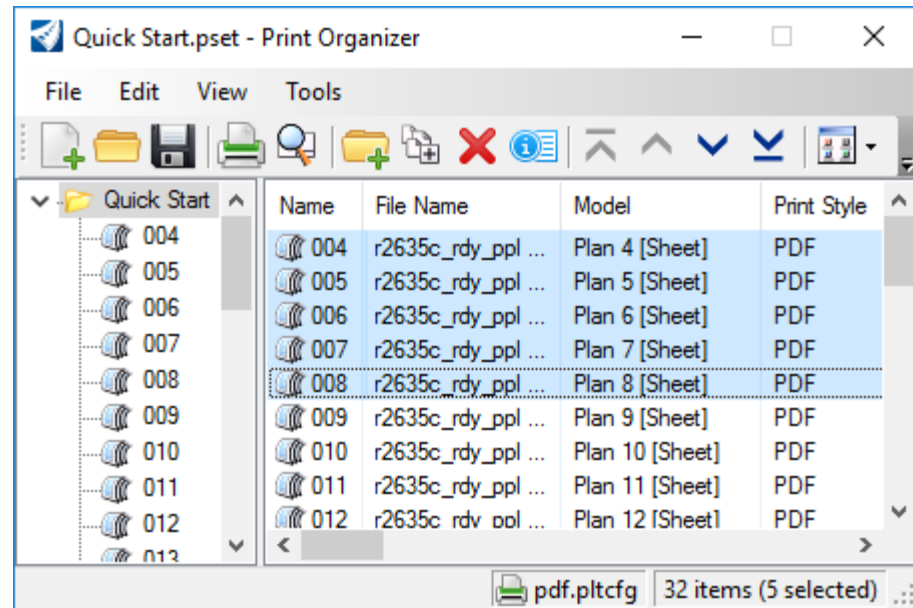 Quick Start.pset - Print Organizer
File Edit View Tools
Quick Start
004
005
006
007
008
009
010
011
012
013
Name File Name Model Print Style
004 r2635c_rdy_ppl ... Plan 4 [Sheet] PDF
005 r2635c_rdy_ppl ... Plan 5 [Sheet] PDF
006 r2635c_rdy_ppl ... Plan 6 [Sheet] PDF
007 r2635c_rdy_ppl ... Plan 7 [Sheet] PDF
008 r2635c_rdy_ppl ... Plan 8 [Sheet] PDF
009 r2635c_rdy_ppl ... Plan 9 [Sheet] PDF
010 r2635c_rdy_ppl ... Plan 10 [Sheet] PDF
011 r2635c_rdy_ppl ... Plan 11 [Sheet] PDF
012 r2635c_rdy_ppl ... Plan 12 [Sheet] PDF
pdf.pltcfg 32 items (5 selected)